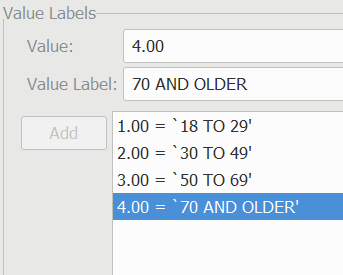 Value Labels
Value: 4.00
Value Label: 70 AND OLDER
Add
1.00 = `18 TO 29'
2.00 = `30 TO 49'
3.00 = `50 TO 69'
4.00 = `70 AND OLDER'